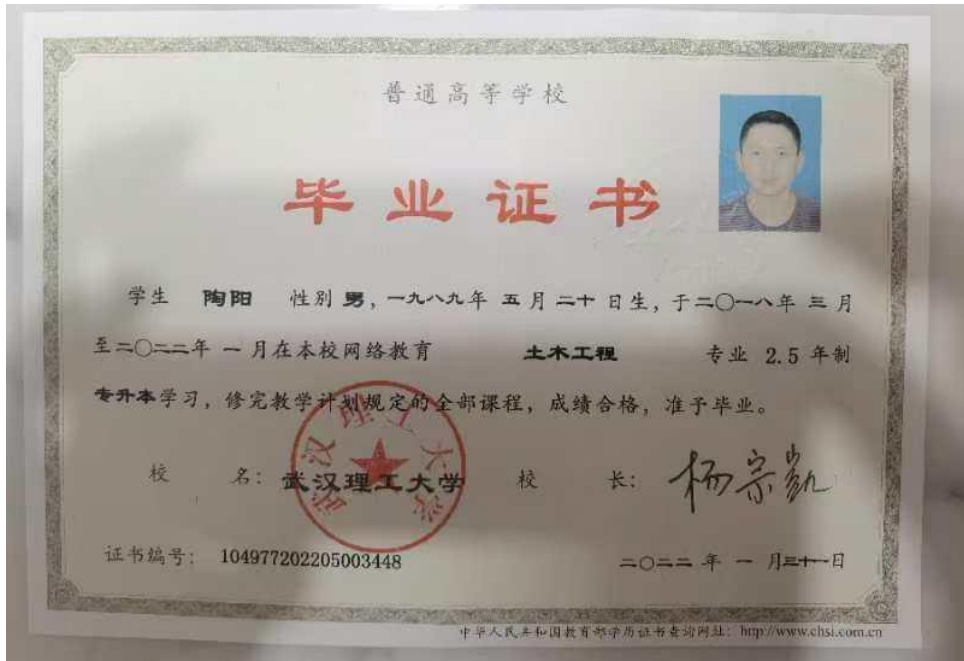 普通高等学校
毕业证书
学生 陶阳 性别 男，一九八九年 五月 二十 日生，于二〇一八年 三月
至二〇二二年 一月在本校网络教育 土木工程 专业 2.5 年制
专升本学习，修完教学计划规定的全部课程，成绩合格，准予毕业。
武汉理工大学
校 名：武汉理工大学 校 长：杨宗凯
证书编号：104977202205003448 二〇二二 年 一 月三十一日
中华人民共和国教育部学历证书查询网址：http://www.chsi.com.cn